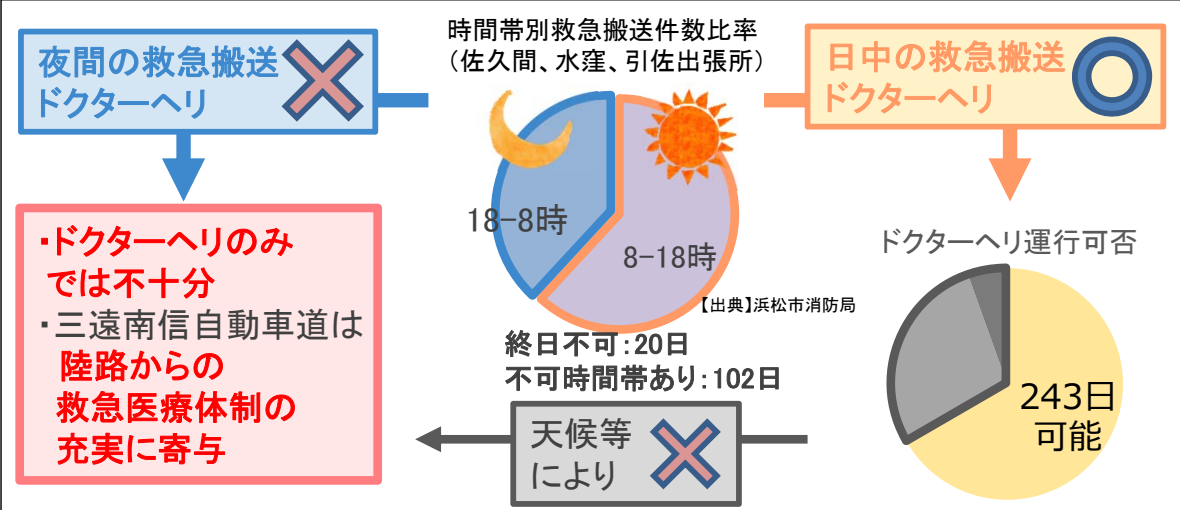 夜間の救急搬送
ドクターヘリ
時間帯別救急搬送件数比率
（佐久間、水窪、引佐出張所）
日中の救急搬送
ドクターヘリ
18-8時
8-18時
【出典】浜松市消防局
・ドクターヘリのみ
では不十分
・三遠南信自動車道は
陸路からの
救急医療体制の
充実に寄与
ドクターヘリ運行可否
243日
可能
終日不可：20日
不可時間帯あり：102日
天候等
により